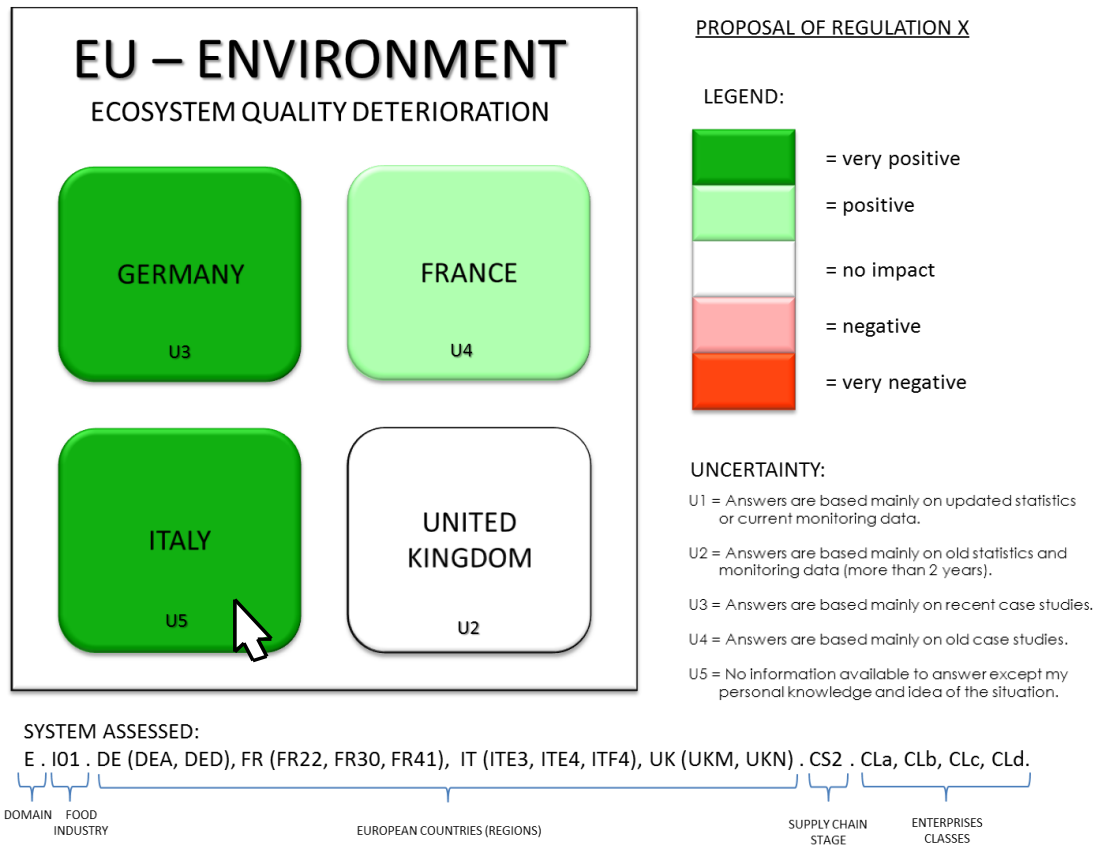 EU – ENVIRONMENT
ECOSYSTEM QUALITY DETERIORATION
GERMANY
U3
FRANCE
U4
ITALY
U5
UNITED
KINGDOM
U2
PROPOSAL OF REGULATION X
LEGEND:
= very positive
= positive
= no impact
= negative
= very negative
UNCERTAINTY:
U1 = Answers are based mainly on updated statistics
or current monitoring data.
U2 = Answers are based mainly on old statistics and
monitoring data (more than 2 years).
U3 = Answers are based mainly on recent case studies.
U4 = Answers are based mainly on old case studies.
U5 = No information available to answer except my
personal knowledge and idea of the situation.
SYSTEM ASSESSED:
E . I01 . DE (DEA, DED), FR (FR22, FR30, FR41), IT (ITE3, ITE4, ITF4), UK (UKM, UKN) . CS2 . CLa, CLb, CLc, CLd.
DOMAIN
FOOD
INDUSTRY
EUROPEAN COUNTRIES (REGIONS)
SUPPLY CHAIN
STAGE
ENTERPRISES
CLASSES